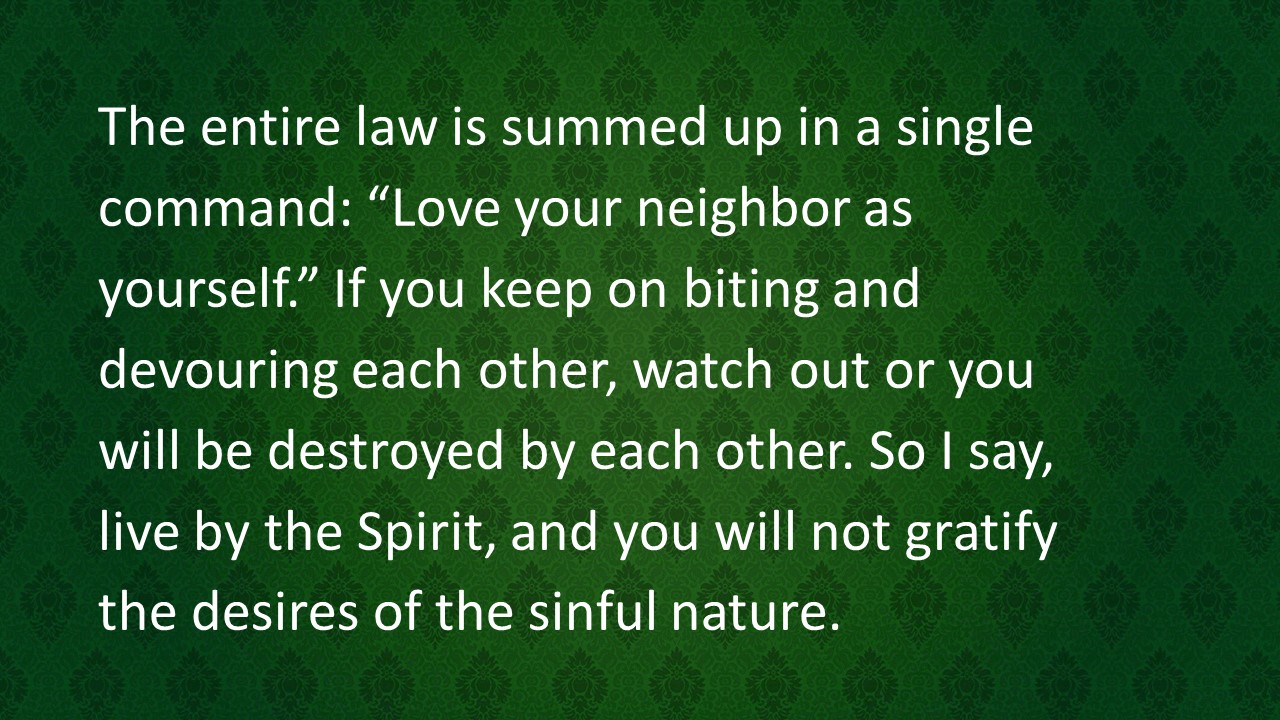 The entire law is summed up in a single
command: “Love your neighbor as
yourself.” If you keep on biting and
devouring each other, watch out or you
will be destroyed by each other. So I say,
live by the Spirit, and you will not gratify
the desires of the sinful nature.